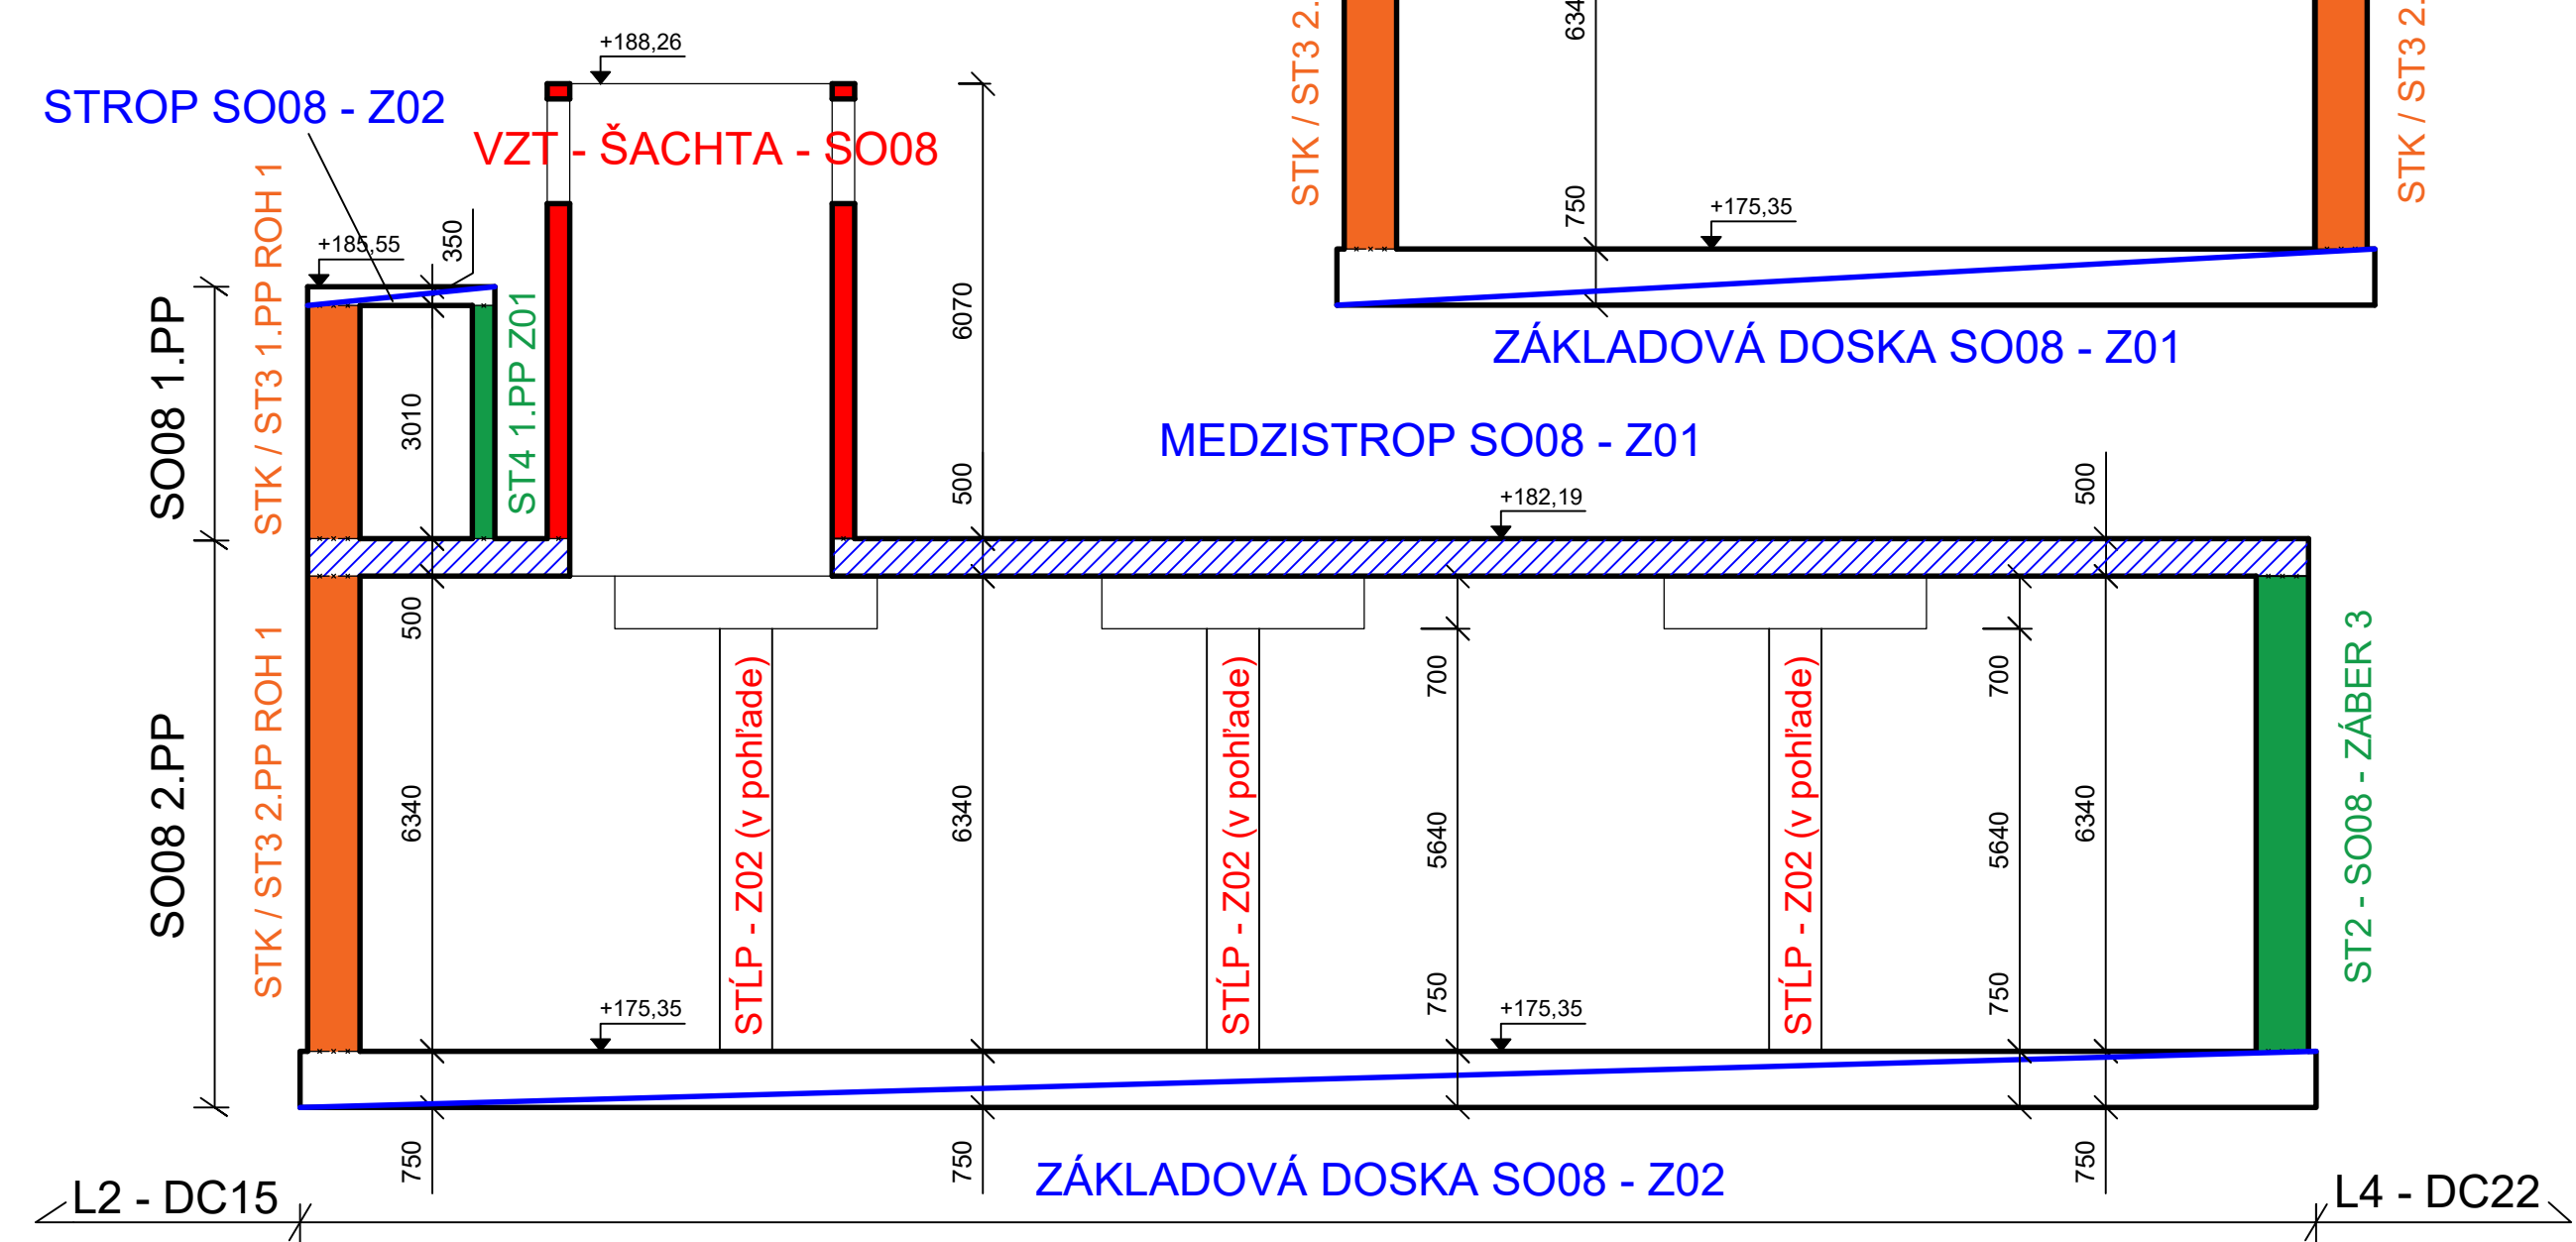 +188,26
STROP SO08 - Z02
VZT - ŠACHTA - SO08
+185,55
350
STK / ST3 1.PP ROH 1
SO08 1.PP
3010
ST4 1.PP Z01
6070
500
STK / ST3 2.
634
750
+175,35
STK / ST3 2.
ZÁKLADOVÁ DOSKA SO08 - Z01
MEDZISTROP SO08 - Z01
+182,19
500
SO08 2.PP
STK / ST3 2.PP ROH 1
500
6340
STĹP - Z02 (v pohľade)
6340
STĹP - Z02 (v pohľade)
700
5640
750
STĹP - Z02 (v pohľade)
700
5640
750
6340
ST2 - SO08 - ZÁBER 3
+175,35
+175,35
750
750
750
ZÁKLADOVÁ DOSKA SO08 - Z02
L2 - DC15
L4 - DC22